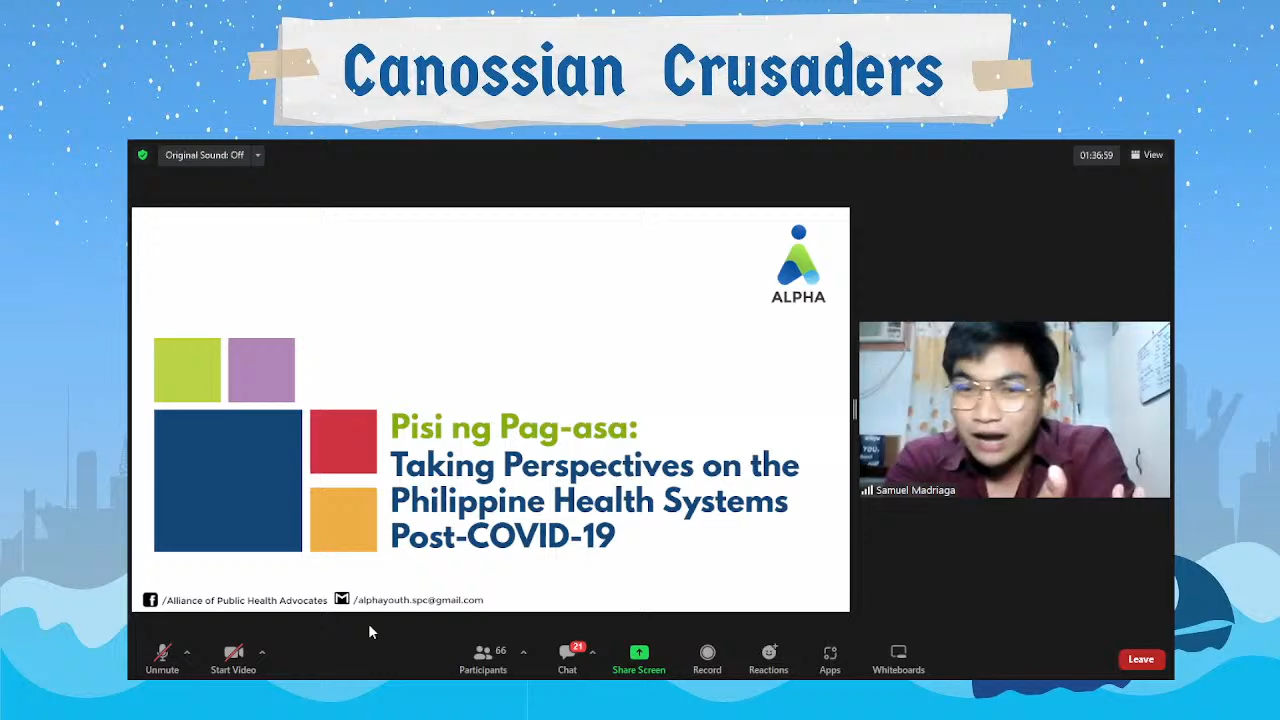 Canossian Crusaders
Original Sound: Off
01:36:59
View
ALPHA
Pisi ng Pag-asa:
Taking Perspectives on the
Philippine Health Systems
Post-COVID-19
/Alliance of Public Health Advocates
/alphayouth.spc@gmail.com
YOU,
Samuel Madriaga
Unmute
Start Video
66
Participants
21
Chat
Share Screen
Record
Reactions
Apps
Whiteboards
Leave